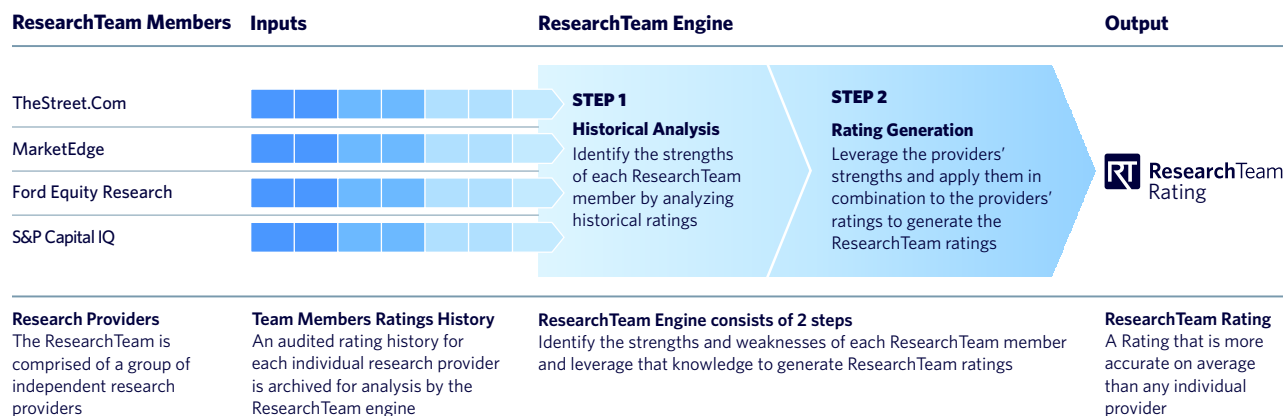 ResearchTeam Members
Inputs
ResearchTeam Engine
Output
TheStreet.Com
MarketEdge
Ford Equity Research
S&P Capital IQ
STEP 1
Historical Analysis
Identify the strengths
of each ResearchTeam
member by analyzing
historical ratings
STEP 2
Rating Generation
Leverage the providers'
strengths and apply them in
combination to the providers'
ratings to generate the
ResearchTeam ratings
RT
ResearchTeam
Rating
Research Providers
The ResearchTeam is
comprised of a group of
independent research
providers
Team Members Ratings History
An audited rating history for
each individual research provider
is archived for analysis by the
ResearchTeam engine
ResearchTeam Engine consists of 2 steps
Identify the strengths and weaknesses of each ResearchTeam member
and leverage that knowledge to generate ResearchTeam ratings
ResearchTeam Rating
A Rating that is more
accurate on average
than any individual
provider